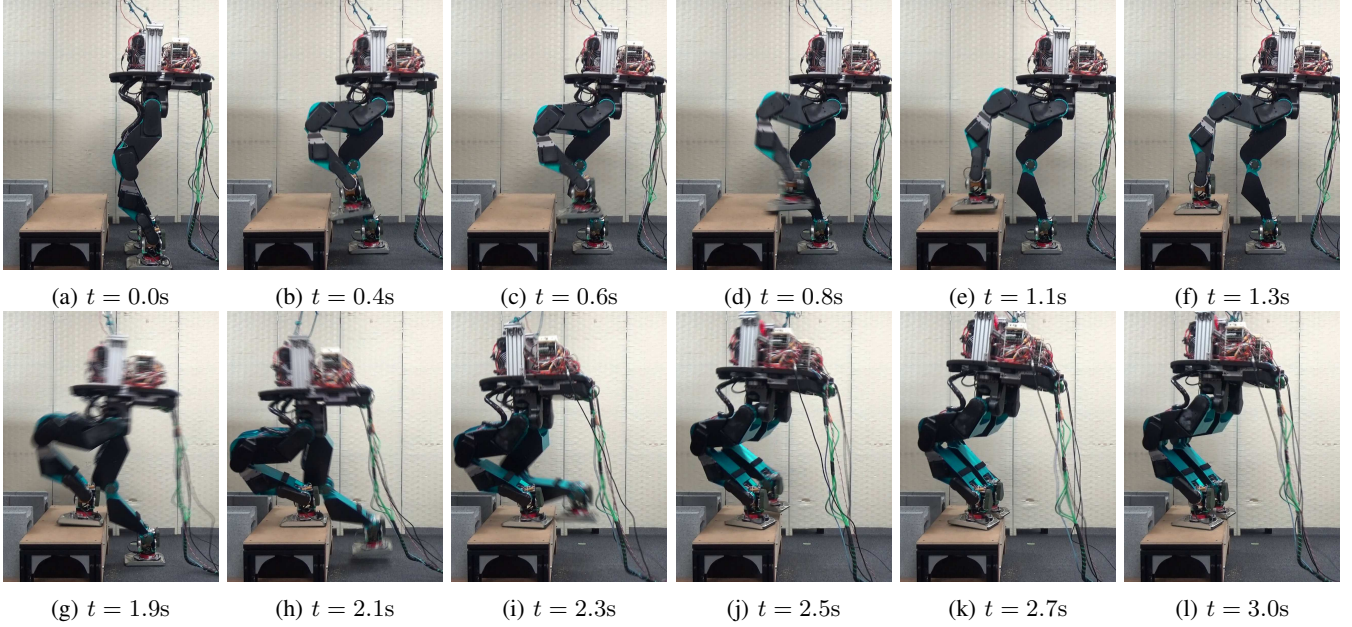 (a) t = 0.0s (b) t = 0.4s (c) t = 0.6s (d) t = 0.8s (e) t = 1.1s (f) t = 1.3s
(g) t = 1.9s (h) t = 2.1s (i) t = 2.3s (j) t = 2.5s (k) t = 2.7s (l) t = 3.0s